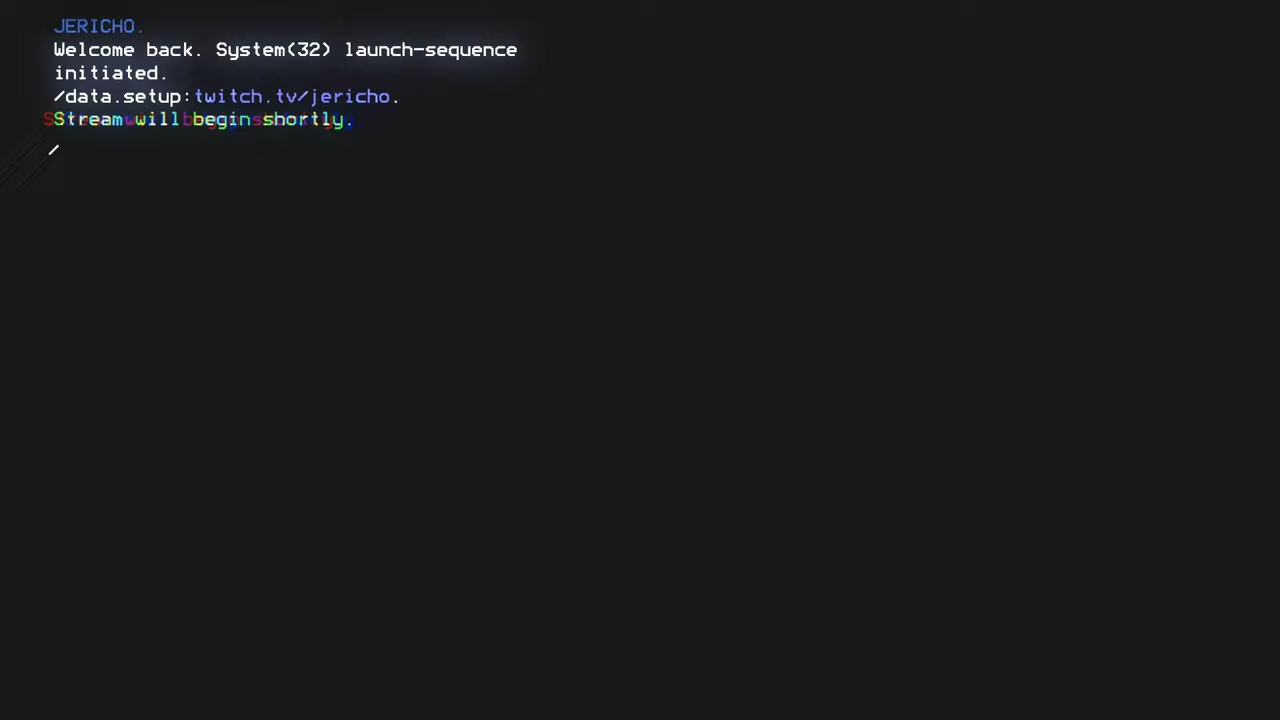 JERICHO.
Welcome back. System(32) launch-sequence
initiated.
/data.setup:twitch.tv/jericho.
Stream will begin shortly.
/